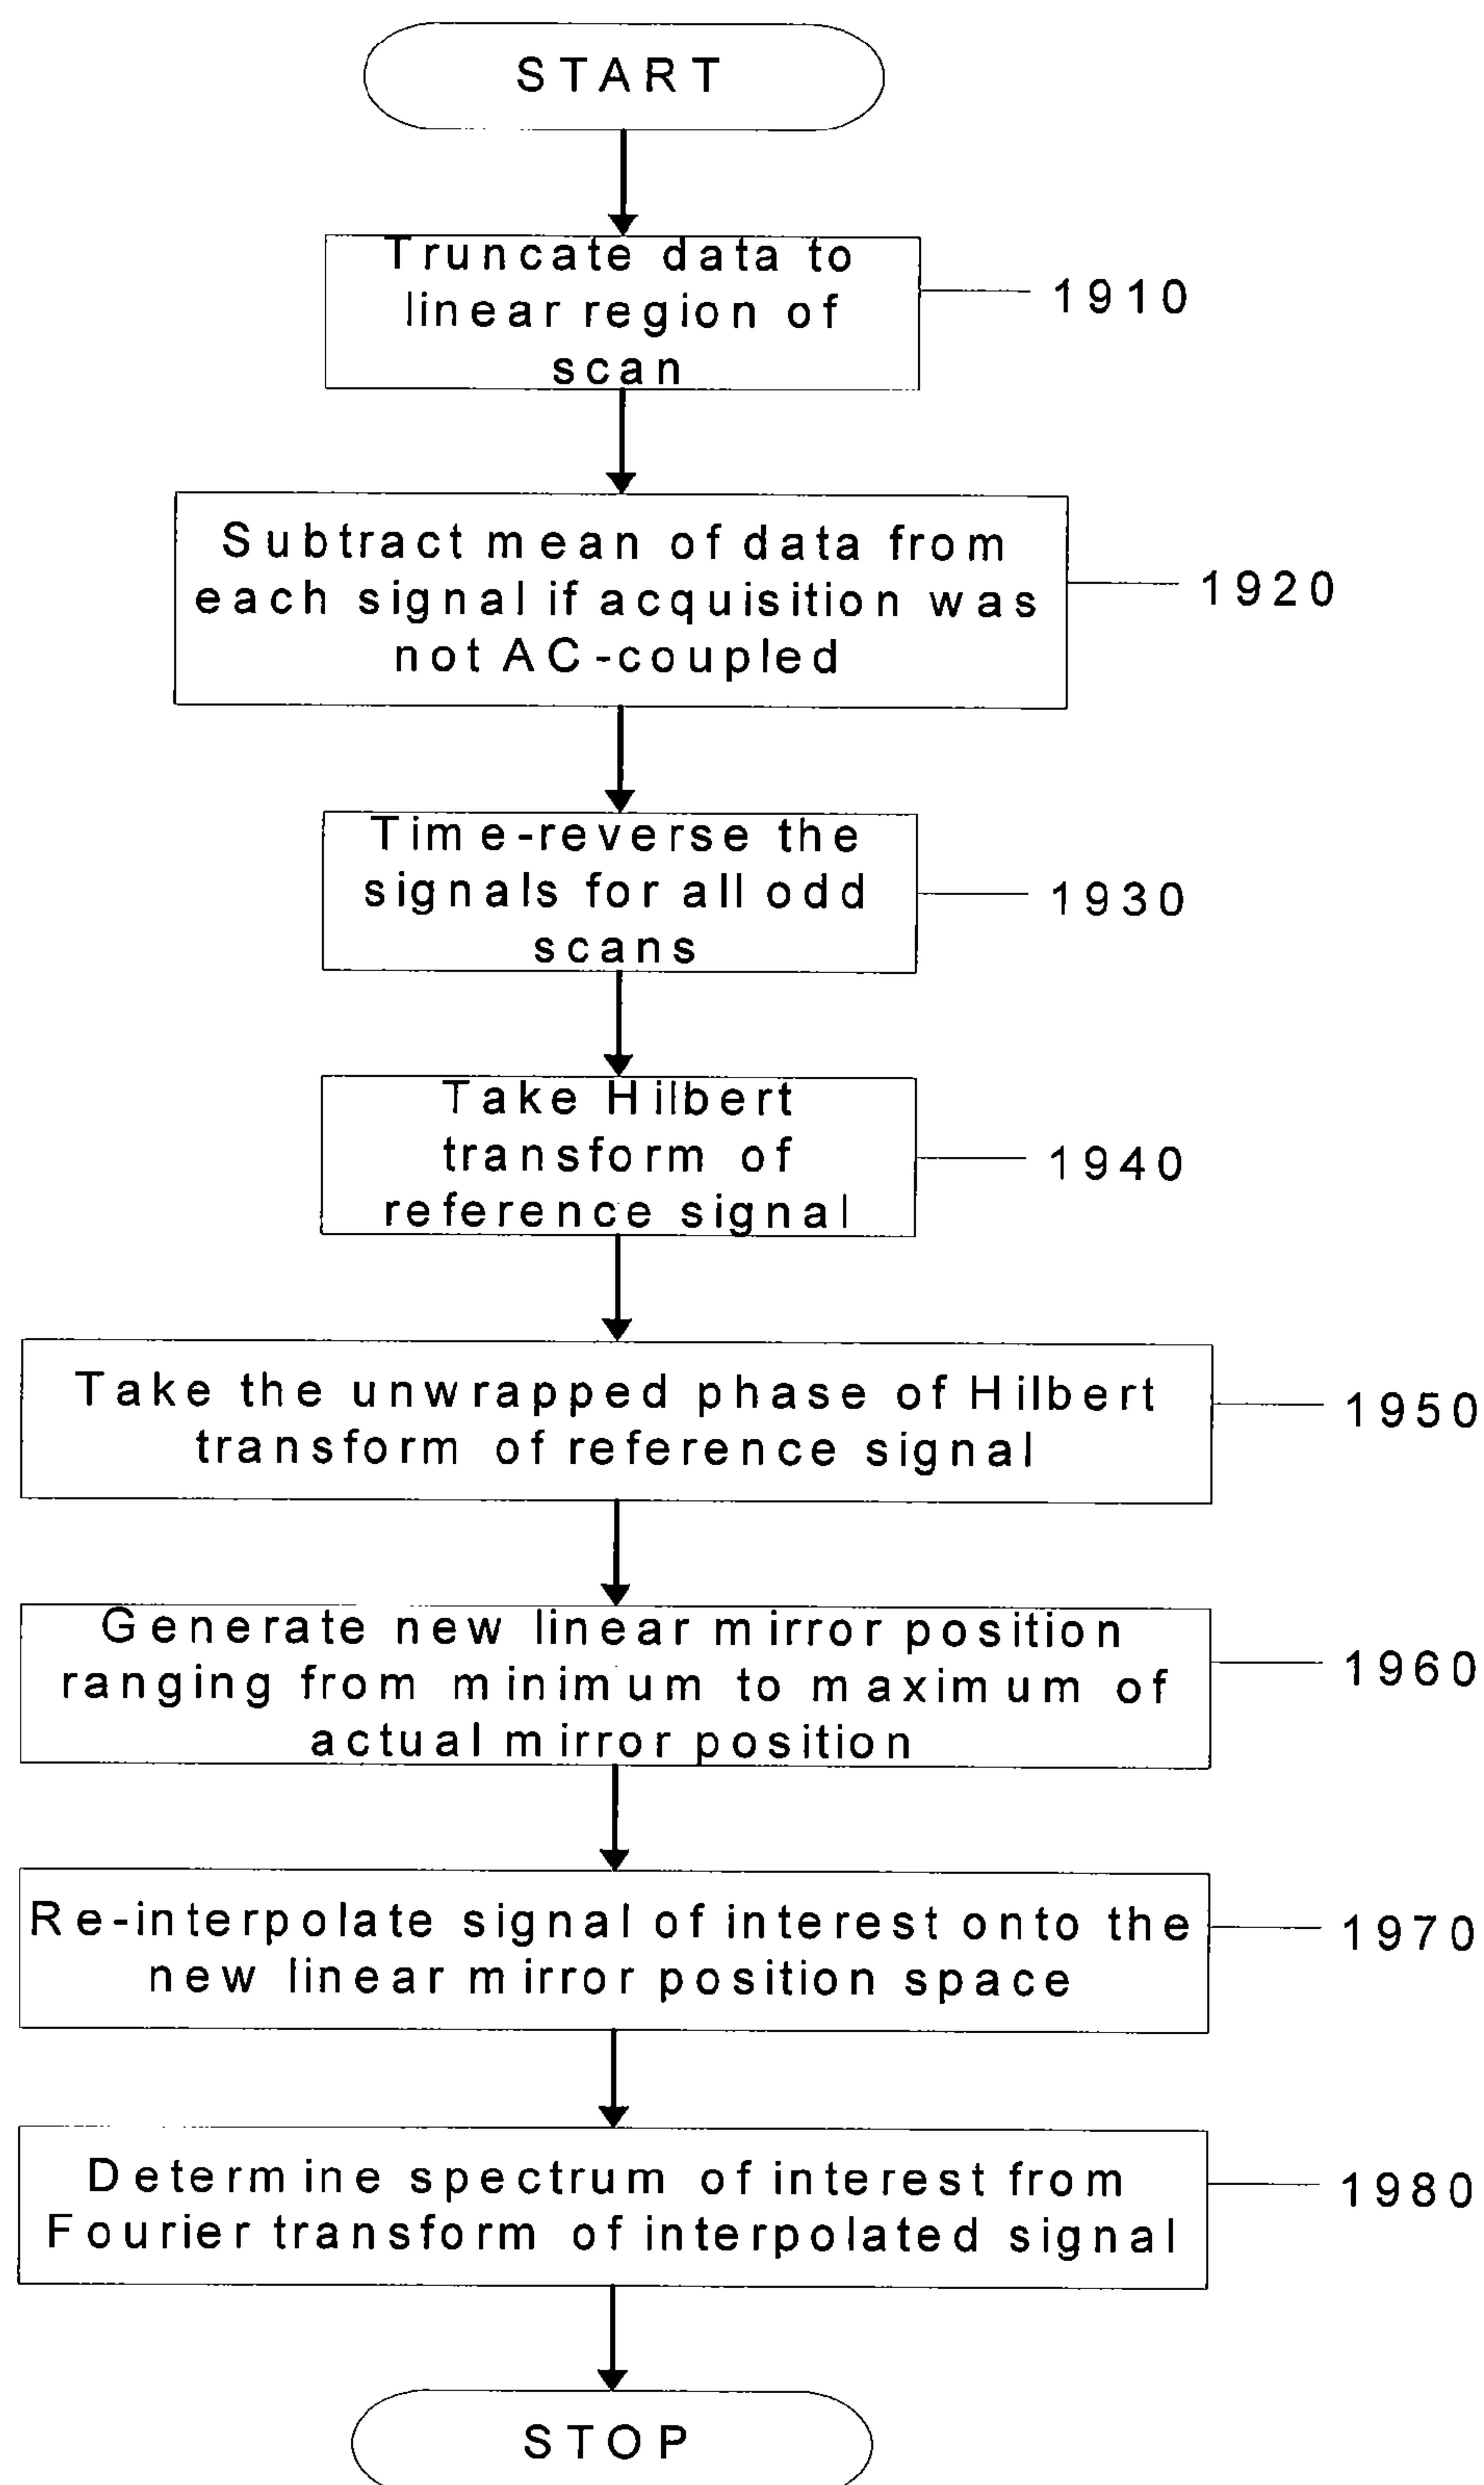 START
Truncate data to
linear region of
scan
1910
Subtract mean of data from
each signal if acquisition was
not AC-coupled
1920
Time-reverse the
signals for all odd
scans
1930
Take Hilbert
transform of
reference signal
1940
Take the unwrapped phase of Hilbert
transform of reference signal
1950
Generate new linear mirror position
ranging from minimum to maximum of
actual mirror position
1960
Re-interpolate signal of interest onto the
new linear mirror position space
1970
Determine spectrum of interest from
Fourier transform of interpolated signal
1980
STOP